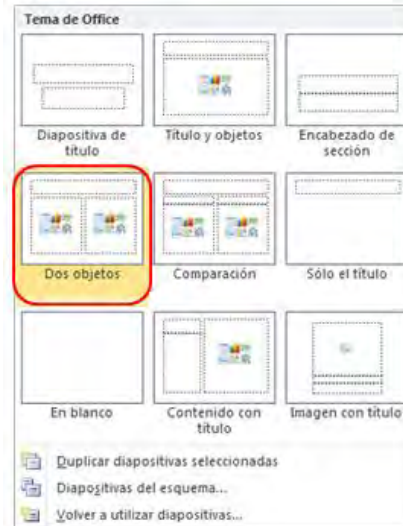 Tema de Office
Diapositiva de título
Título y objetos
Encabezado de sección
Dos objetos
Comparación
Sólo el título
En blanco
Contenido con título
Imagen con título
Duplicar diapositivas seleccionadas
Diapositivas del esquema...
Volver a utilizar diapositivas...